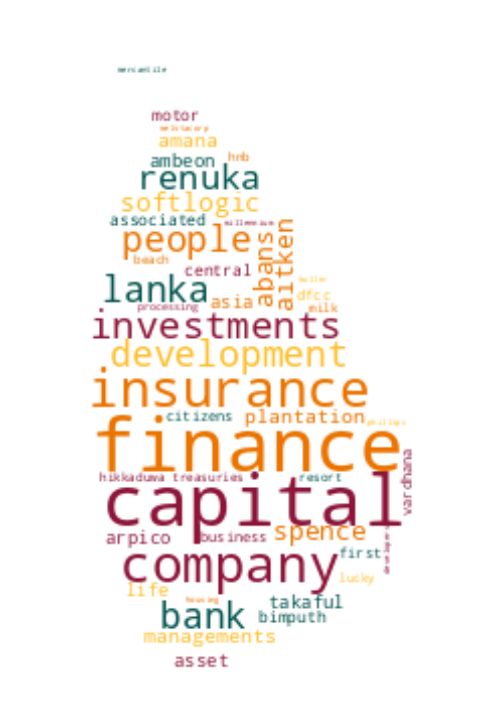 mercantile
motor
amana
ambeon hnb
renuka
softlogic
associated millennium
people abans aitken
beach central
lanka asia dfcc
processing milk
investments
development
insurance
citizens plantation phillips
finance
hikkaduwa treasuries resort vardhana
capital
arpico business spence developers
company first
life lucky
housing
bank takaful
bimputh
managements
asset